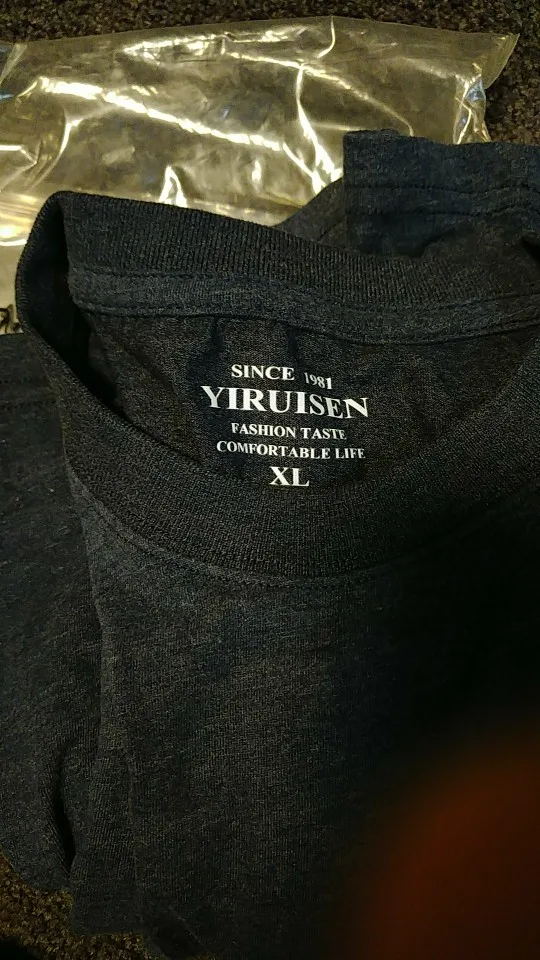 SINCE 1981
YIRUISEN
FASHION TASTE
COMFORTABLE LIFE
XL